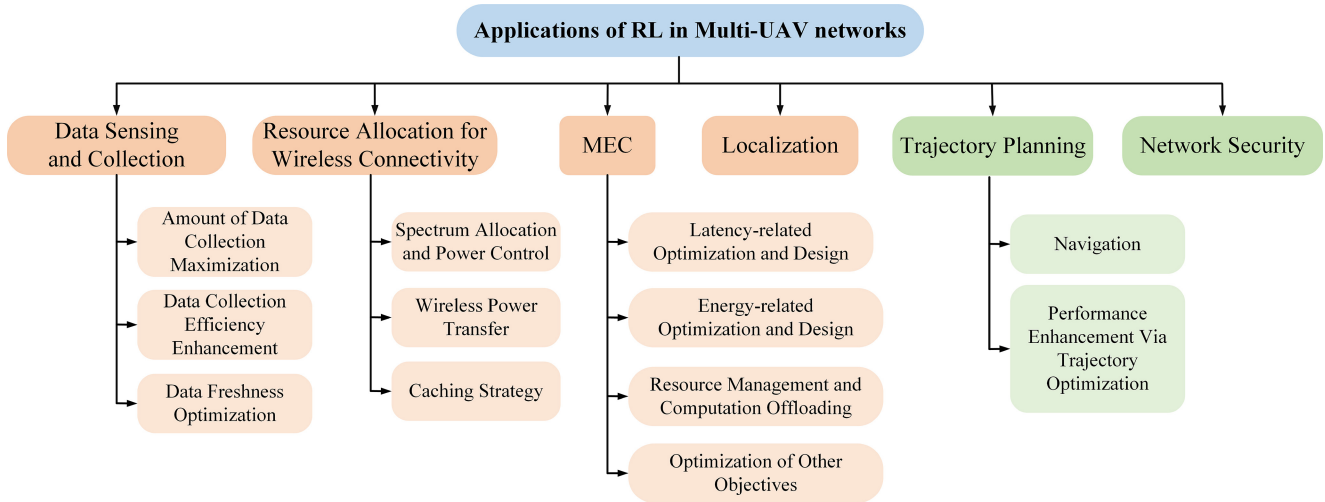 Applications of RL in Multi-UAV networks
Data Sensing
and Collection
Resource Allocation for
Wireless Connectivity
MEC
Localization
Trajectory Planning
Network Security
Amount of Data
Collection
Maximization
Data Collection
Efficiency
Enhancement
Data Freshness
Optimization
Spectrum Allocation
and Power Control
Wireless Power
Transfer
Caching Strategy
Latency-related
Optimization and Design
Energy-related
Optimization and Design
Resource Management and
Computation Offloading
Optimization of Other
Objectives
Navigation
Performance
Enhancement Via
Trajectory
Optimization